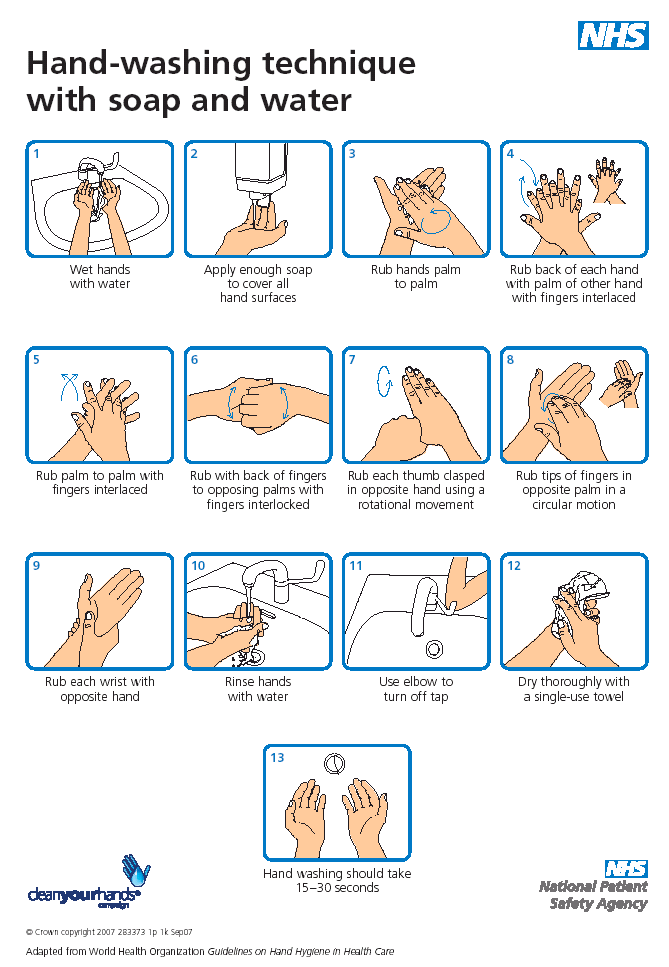 NHS
Hand-washing technique
with soap and water
1
Wet hands
with water
2
Apply enough soap
to cover all
hand surfaces
3
Rub hands palm
to palm
4
Rub back of each hand
with palm of other hand
with fingers interlaced
5
Rub palm to palm with
fingers interlaced
6
Rub with back of fingers
to opposing palms with
fingers interlocked
7
Rub each thumb clasped
in opposite hand using a
rotational movement
8
Rub tips of fingers in
opposite palm in a
circular motion
9
Rub each wrist with
opposite hand
10
Rinse hands
with water
11
Use elbow to
turn off tap
12
Dry thoroughly with
a single-use towel
13
Hand washing should take
15–30 seconds
cleanyourhands®
campaign
NHS
National Patient
Safety Agency
© Crown copyright 2007 283373 1p 1k Sep07
Adapted from World Health Organization Guidelines on Hand Hygiene in Health Care